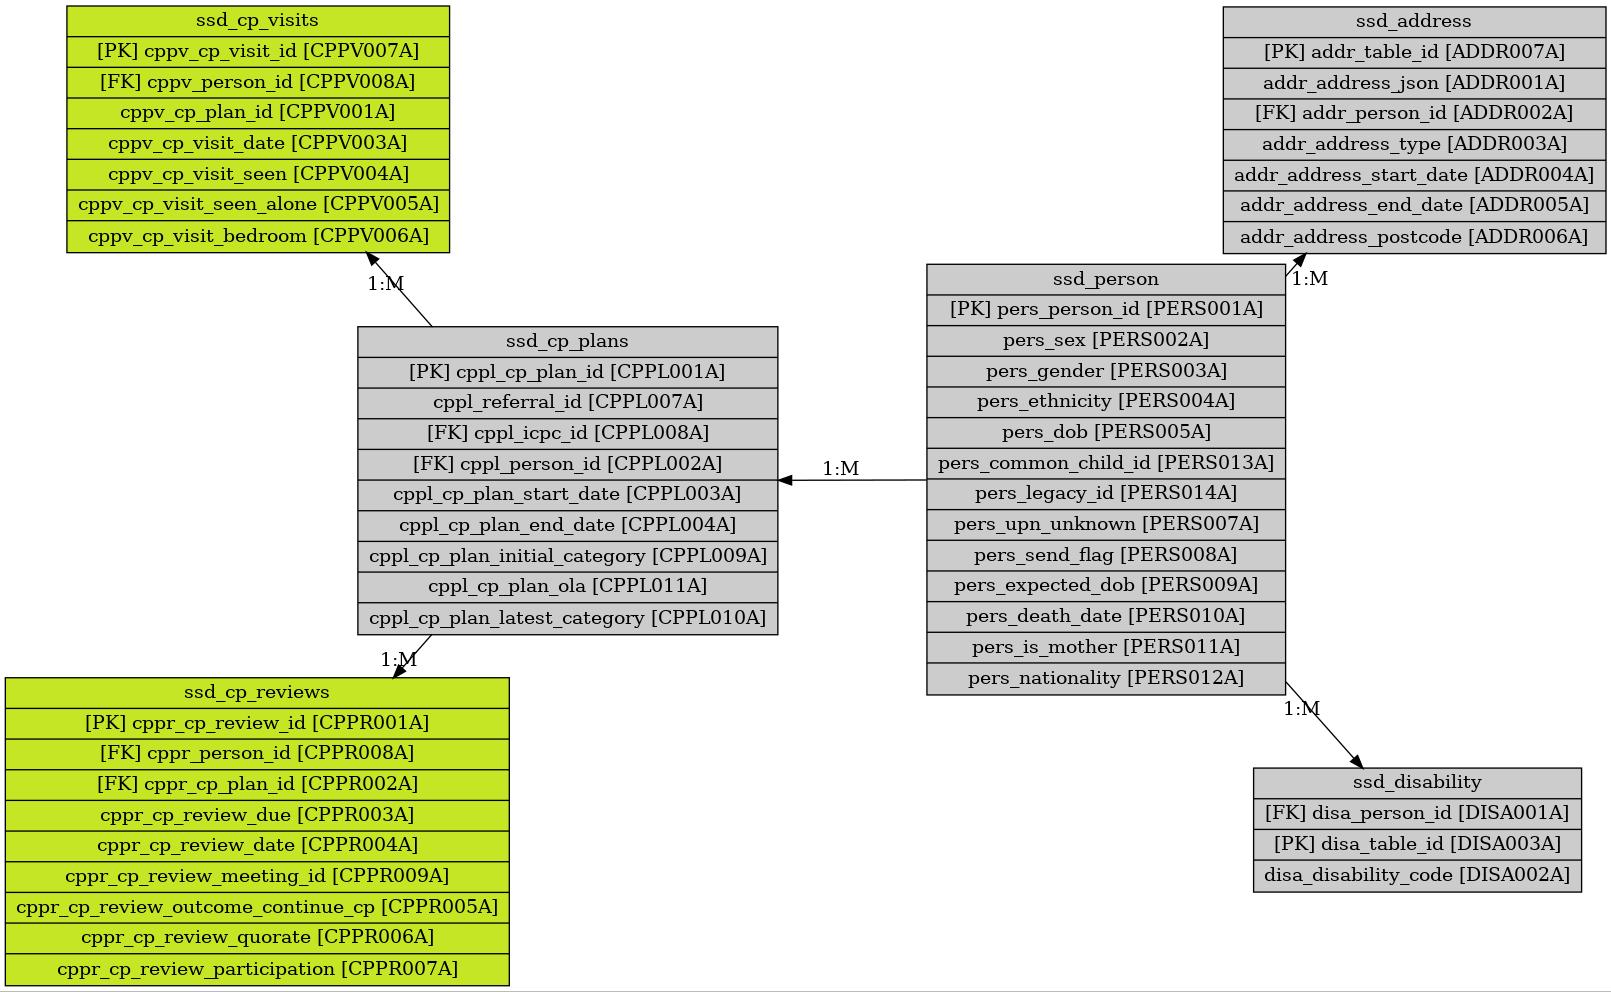 ssd_cp_visits
[PK] cppv_cp_visit_id [CPPV007A]
[FK] cppv_person_id [CPPV008A]
cppv_cp_plan_id [CPPV001A]
cppv_cp_visit_date [CPPV003A]
cppv_cp_visit_seen [CPPV004A]
cppv_cp_visit_seen_alone [CPPV005A]
cppv_cp_visit_bedroom [CPPV006A]
1:M
ssd_cp_plans
[PK] cppl_cp_plan_id [CPPL001A]
cppl_referral_id [CPPL007A]
[FK] cppl_icpc_id [CPPL008A]
[FK] cppl_person_id [CPPL002A]
cppl_cp_plan_start_date [CPPL003A]
cppl_cp_plan_end_date [CPPL004A]
cppl_cp_plan_initial_category [CPPL009A]
cppl_cp_plan_ola [CPPL011A]
cppl_cp_plan_latest_category [CPPL010A]
1:M
ssd_cp_reviews
[PK] cppr_cp_review_id [CPPR001A]
[FK] cppr_person_id [CPPR008A]
[FK] cppr_cp_plan_id [CPPR002A]
cppr_cp_review_due [CPPR003A]
cppr_cp_review_date [CPPR004A]
cppr_cp_review_meeting_id [CPPR009A]
cppr_cp_review_outcome_continue_cp [CPPR005A]
cppr_cp_review_quorate [CPPR006A]
cppr_cp_review_participation [CPPR007A]
1:M
ssd_person
[PK] pers_person_id [PERS001A]
pers_sex [PERS002A]
pers_gender [PERS003A]
pers_ethnicity [PERS004A]
pers_dob [PERS005A]
pers_common_child_id [PERS013A]
pers_legacy_id [PERS014A]
pers_upn_unknown [PERS007A]
pers_send_flag [PERS008A]
pers_expected_dob [PERS009A]
pers_death_date [PERS010A]
pers_is_mother [PERS011A]
pers_nationality [PERS012A]
ssd_address
[PK] addr_table_id [ADDR007A]
addr_address_json [ADDR001A]
[FK] addr_person_id [ADDR002A]
addr_address_type [ADDR003A]
addr_address_start_date [ADDR004A]
addr_address_end_date [ADDR005A]
addr_address_postcode [ADDR006A]
1:M
1:M
ssd_disability
[FK] disa_person_id [DISA001A]
[PK] disa_table_id [DISA003A]
disa_disability_code [DISA002A]